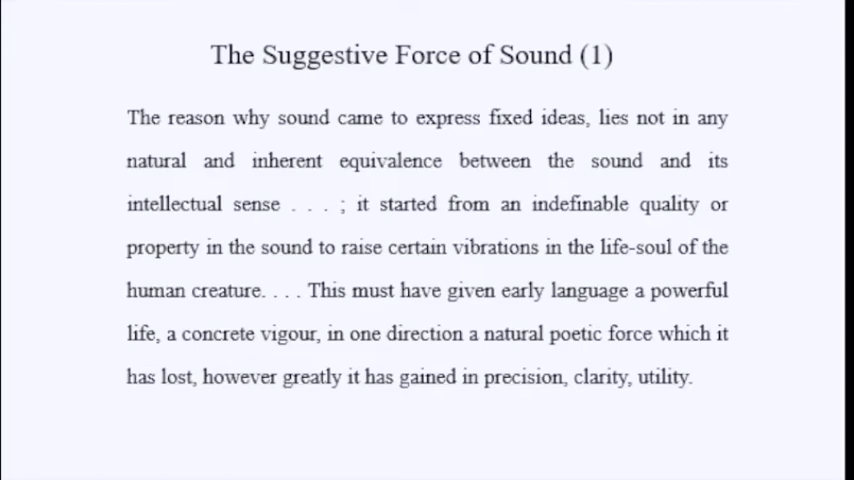 The Suggestive Force of Sound (1)
The reason why sound came to express fixed ideas, lies not in any
natural and inherent equivalence between the sound and its
intellectual sense . . . ; it started from an indefinable quality or
property in the sound to raise certain vibrations in the life-soul of the
human creature. . . . This must have given early language a powerful
life, a concrete vigour, in one direction a natural poetic force which it
has lost, however greatly it has gained in precision, clarity, utility.